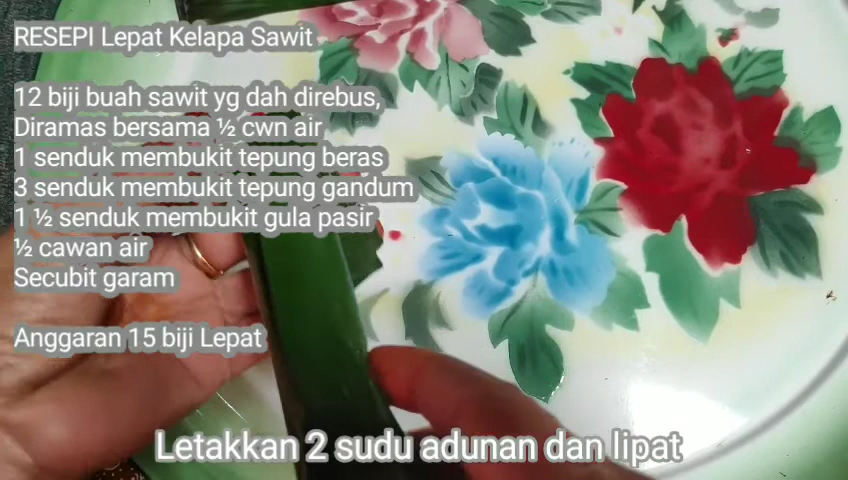 RESEPI Lepat Kelapa Sawit
12 biji buah sawit yg dah direbus,
Diramas bersama ½ cwn air
1 senduk membukit tepung beras
3 senduk membukit tepung gandum
1 ½ senduk membukit gula pasir
½ cawan air
Secubit garam
Anggaran 15 biji Lepat
Letakkan 2 sudu adunan dan lipat